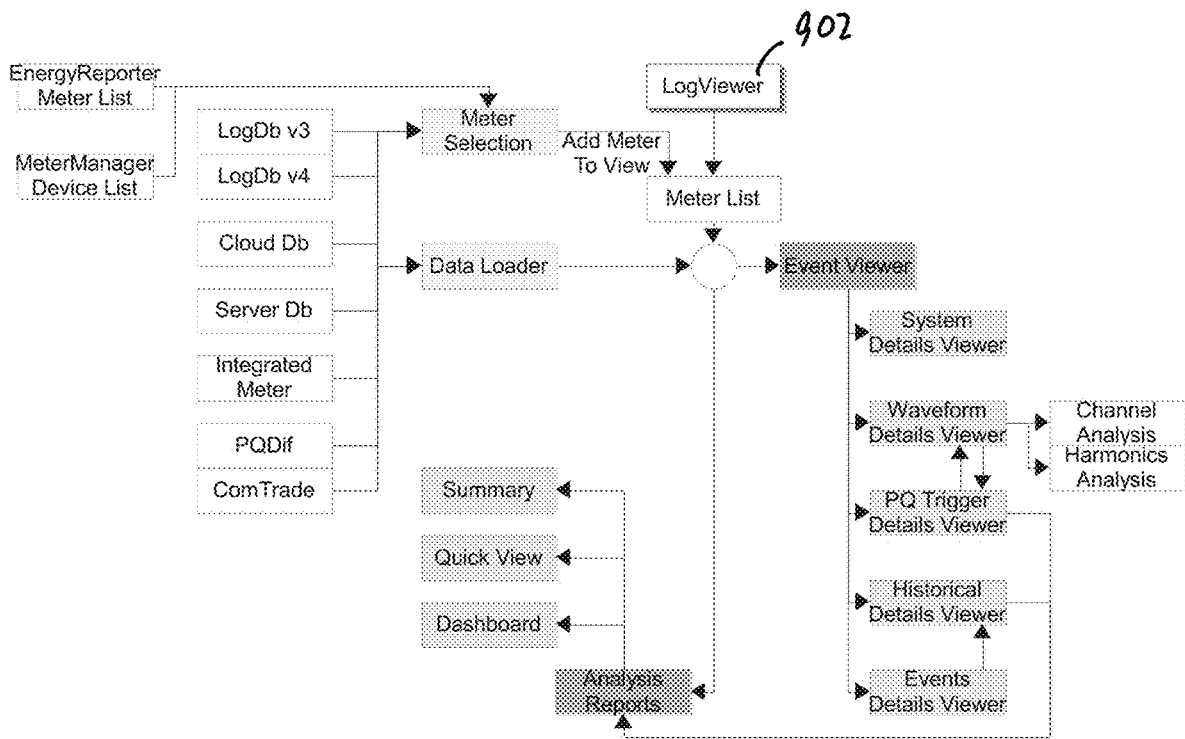 902
EnergyReporter
Meter List
LogViewer
LogDb v3
Meter
Selection
Add Meter
To View
MeterManager
Device List
LogDb v4
Meter List
Cloud Db
Data Loader
Event Viewer
Server Db
System
Details Viewer
Integrated
Meter
Waveform
Details Viewer
Channel
Analysis
Harmonics
Analysis
PQDif
ComTrade
Summary
PQ Trigger
Details Viewer
Quick View
Historical
Details Viewer
Dashboard
Analysis
Reports
Events
Details Viewer